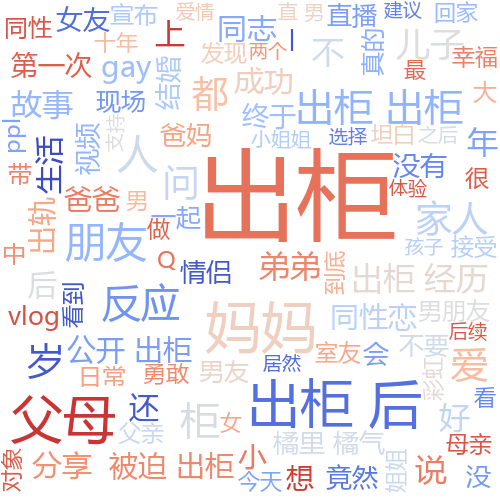 女友 宣布 爱情 直 男 直播 建议 回家
同性 十年 上 同志 | 不 真的 儿子
第一次 gay 结婚 发现 两个 最 幸福
故事 现场 都 成功 出柜 出柜 大
ppl 视频 支持 爸妈 终于 小姐姐 选择 坦白 之后 年
带 生活 人 问 出柜 没有 很
爸爸 男 体验
出轨 朋友 一起 做 家人
中 Q 情侣 弟弟 到底 孩子 接受
后 看到 反应 妈妈 出柜 经历
vlog 同性恋 男朋友
岁 公开 出柜 居然 室友 会 不要 后续
日常 勇敢 男友 彩虹 爱
父母 还 柜 女 出柜 后 好 看
父亲 小 橘里 橘气 母亲
对象 分享 被迫 出柜 想 竟然 姐姐 说 没
今天